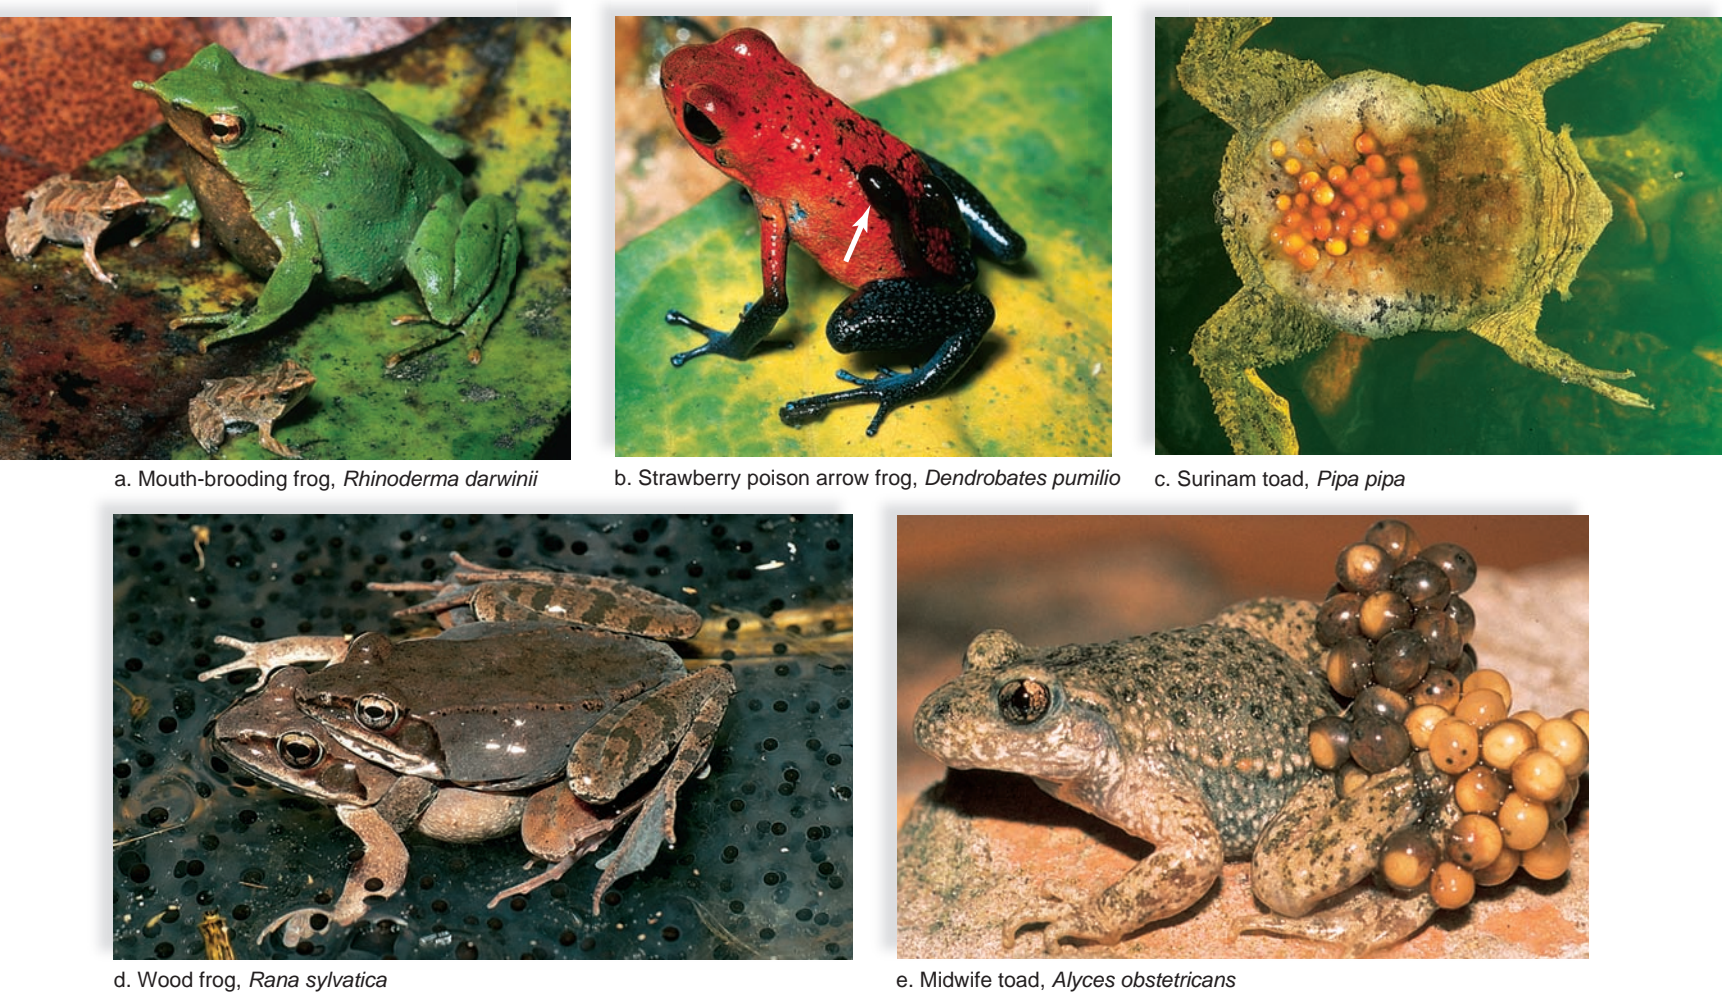 a. Mouth-brooding frog, Rhinoderma darwinii
b. Strawberry poison arrow frog, Dendrobates pumilio
c. Surinam toad, Pipa pipa
d. Wood frog, Rana sylvatica
e. Midwife toad, Alyces obstetricans